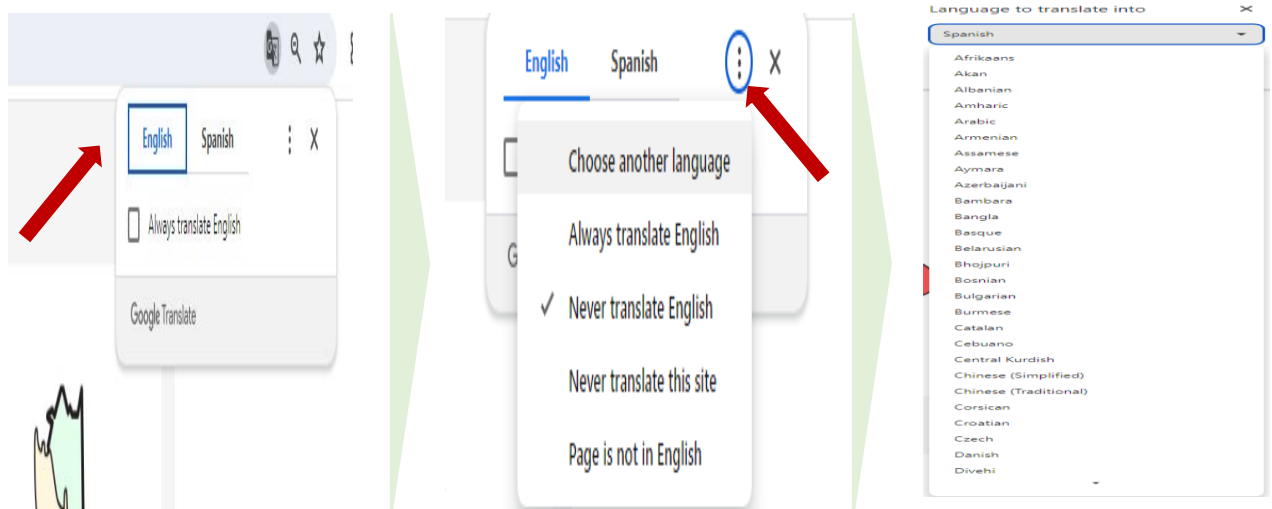 English Spanish
Always translate English
Google Translate
English Spanish
Choose another language
Always translate English
G
Never translate English
Never translate this site
Page is not in English
Language to translate into
Spanish
Afrikaans
Akan
Albanian
Amharic
Arabic
Armenian
Assamese
Aymara
Azerbaijani
Bambara
Bangla
Basque
Belarusian
Bhojpuri
Bosnian
Bulgarian
Burmese
Catalan
Cebuano
Central Kurdish
Chinese (Simplified)
Chinese (Traditional)
Corsican
Croatian
Czech
Danish
Divehi